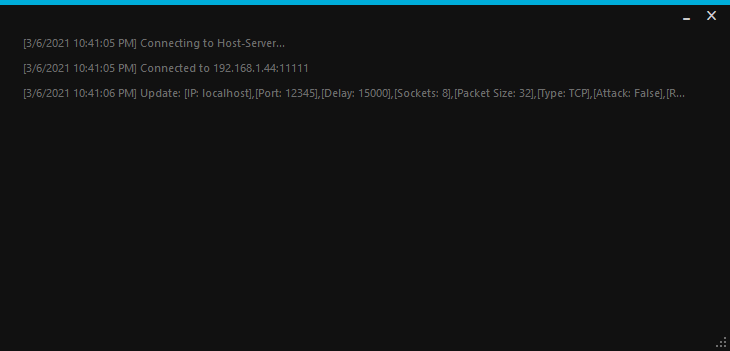 [3/6/2021 10:41:05 PM] Connecting to Host-Server...
[3/6/2021 10:41:05 PM] Connected to 192.168.1.44:11111
[3/6/2021 10:41:06 PM] Update: [IP: localhost],[Port: 12345],[Delay: 15000],[Sockets: 8],[Packet Size: 32],[Type: TCP],[Attack: False],[R...